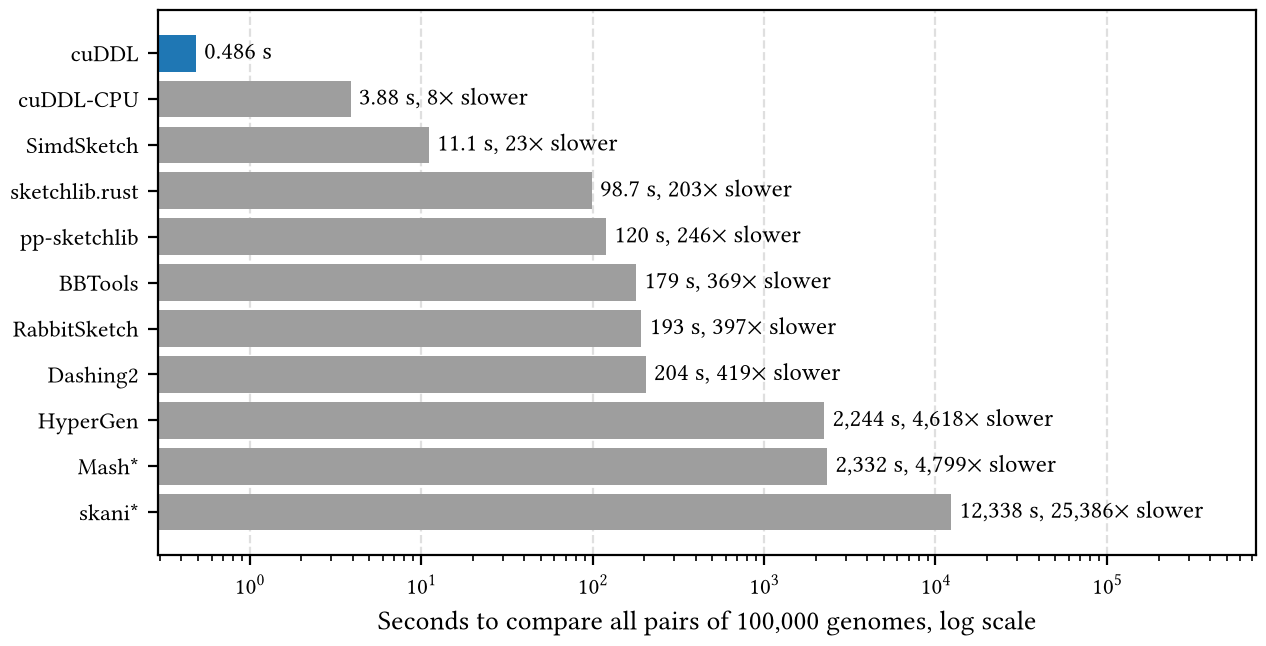 cuDDL 0.486 s
cuDDL-CPU 3.88 s, 8× slower
SimdSketch 11.1 s, 23× slower
sketchlib.rust 98.7 s, 203× slower
pp-sketchlib 120 s, 246× slower
BBTools 179 s, 369× slower
RabbitSketch 193 s, 397× slower
Dashing2 204 s, 419× slower
HyperGen 2,244 s, 4,618× slower
Mash* 2,332 s, 4,799× slower
skani* 12,338 s, 25,386× slower
10⁰ 10¹ 10² 10³ 10⁴ 10⁵
Seconds to compare all pairs of 100,000 genomes, log scale